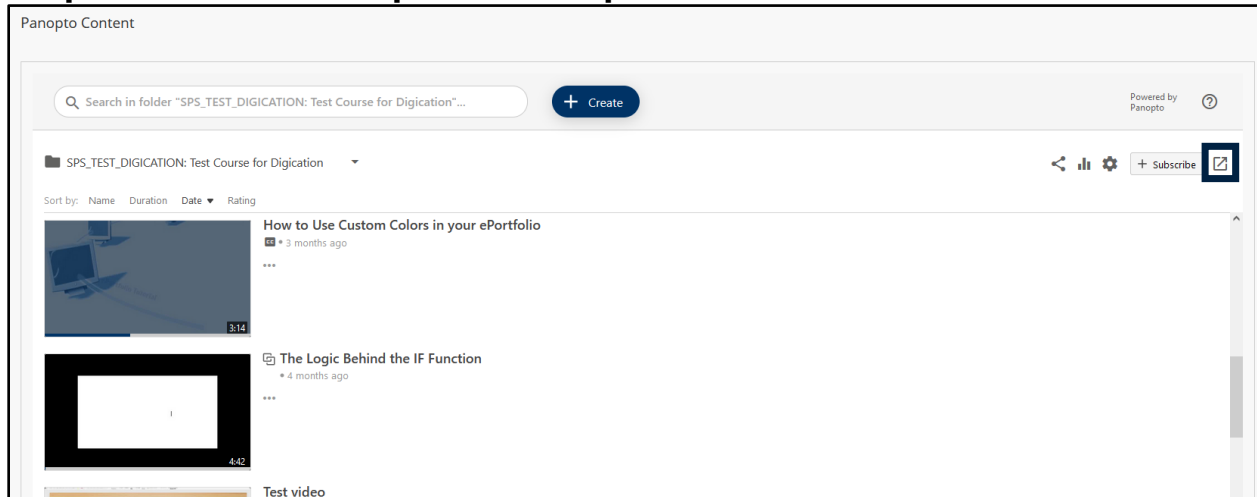 Panopto Content
Search in folder "SPS_TEST_DIGICATION: Test Course for Digication"...
+ Create
Powered by
Panopto
SPS_TEST_DIGICATION: Test Course for Digication
+ Subscribe
Sort by: Name Duration Date Rating
How to Use Custom Colors in your ePortfolio
CC • 3 months ago
3:14
The Logic Behind the IF Function
• 4 months ago
4:42
Test video